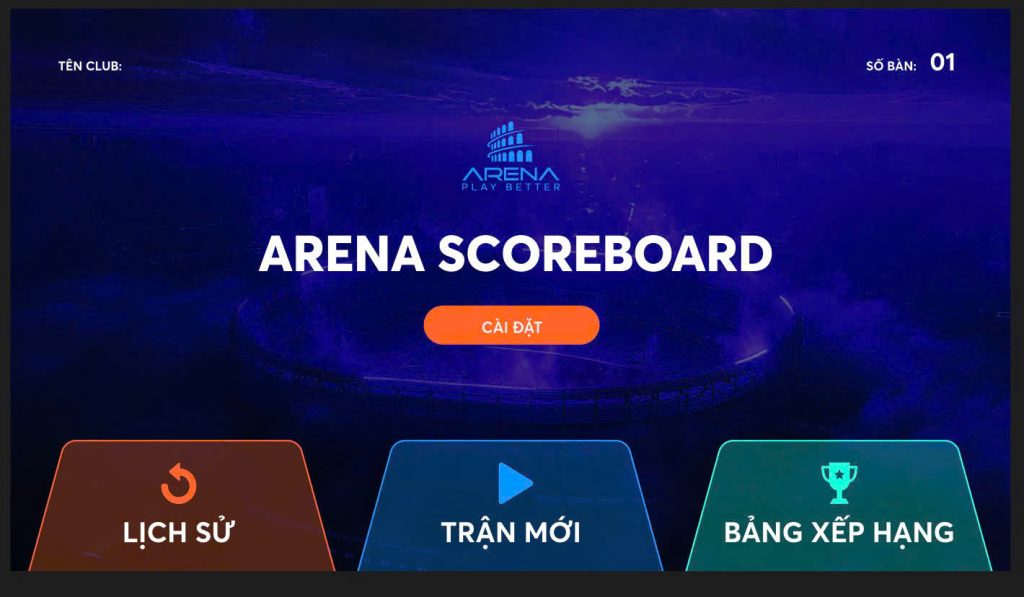 TÊN CLUB:
SỐ BÀN: 01
ARENA
PLAY BETTER
ARENA SCOREBOARD
CÀI ĐẶT
LỊCH SỬ
TRẬN MỚI
BẢNG XẾP HẠNG